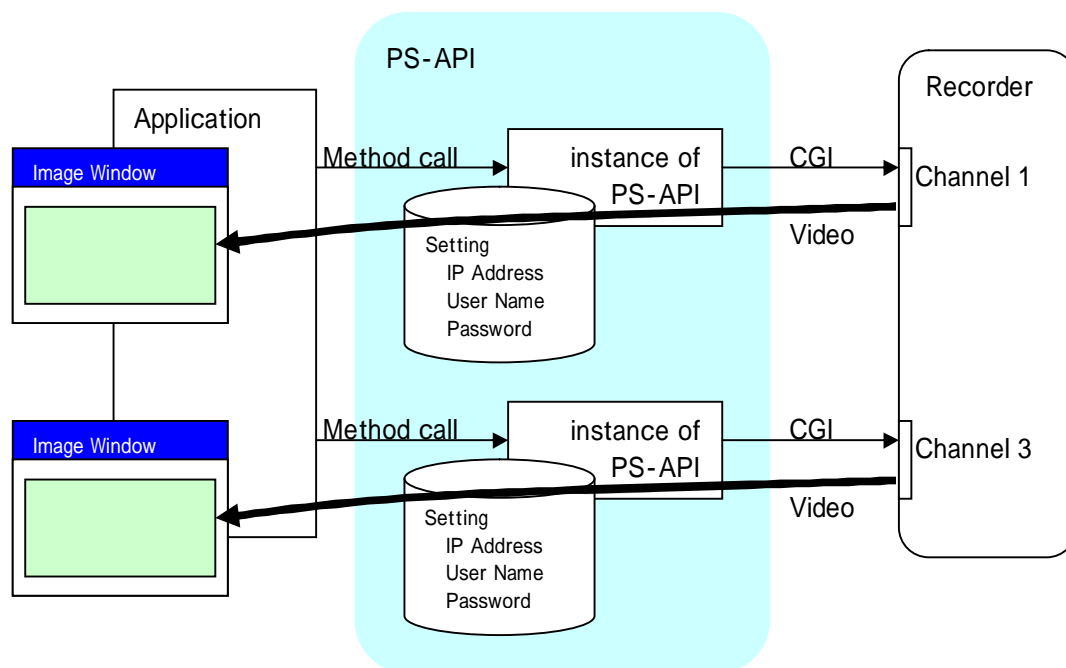 PS-API
Recorder
Application
Image Window
Method call
instance of
PS-API
CGI
Channel 1
Video
Setting
IP Address
User Name
Password
Image Window
Method call
instance of
PS-API
CGI
Channel 3
Video
Setting
IP Address
User Name
Password